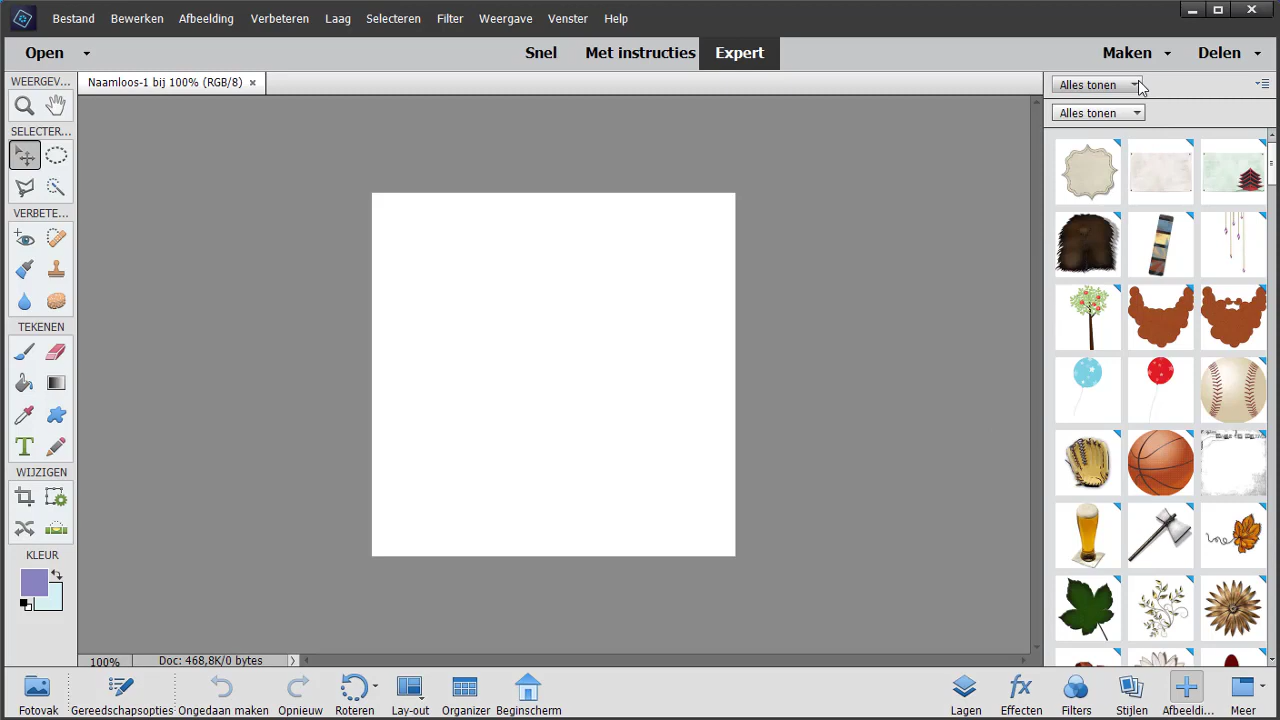 Bestand Bewerken Afbeelding Verbeteren Laag Selecteren Filter Weergave Venster Help
Open Snel Met instructies Expert Maken Delen
WEERGEV... Naamloos-1 bij 100% (RGB/8) × Alles tonen
Alles tonen
SELECTER...
VERBETE...
TEKENEN
T
WIJZIGEN
KLEUR
100% Doc: 468,8K/0 bytes
Fotovak Gereedschapsopties Ongedaan maken Opnieuw Roteren Lay-out Organizer Beginscherm Lagen Effecten Filters Stijlen Afbeeldi... Meer